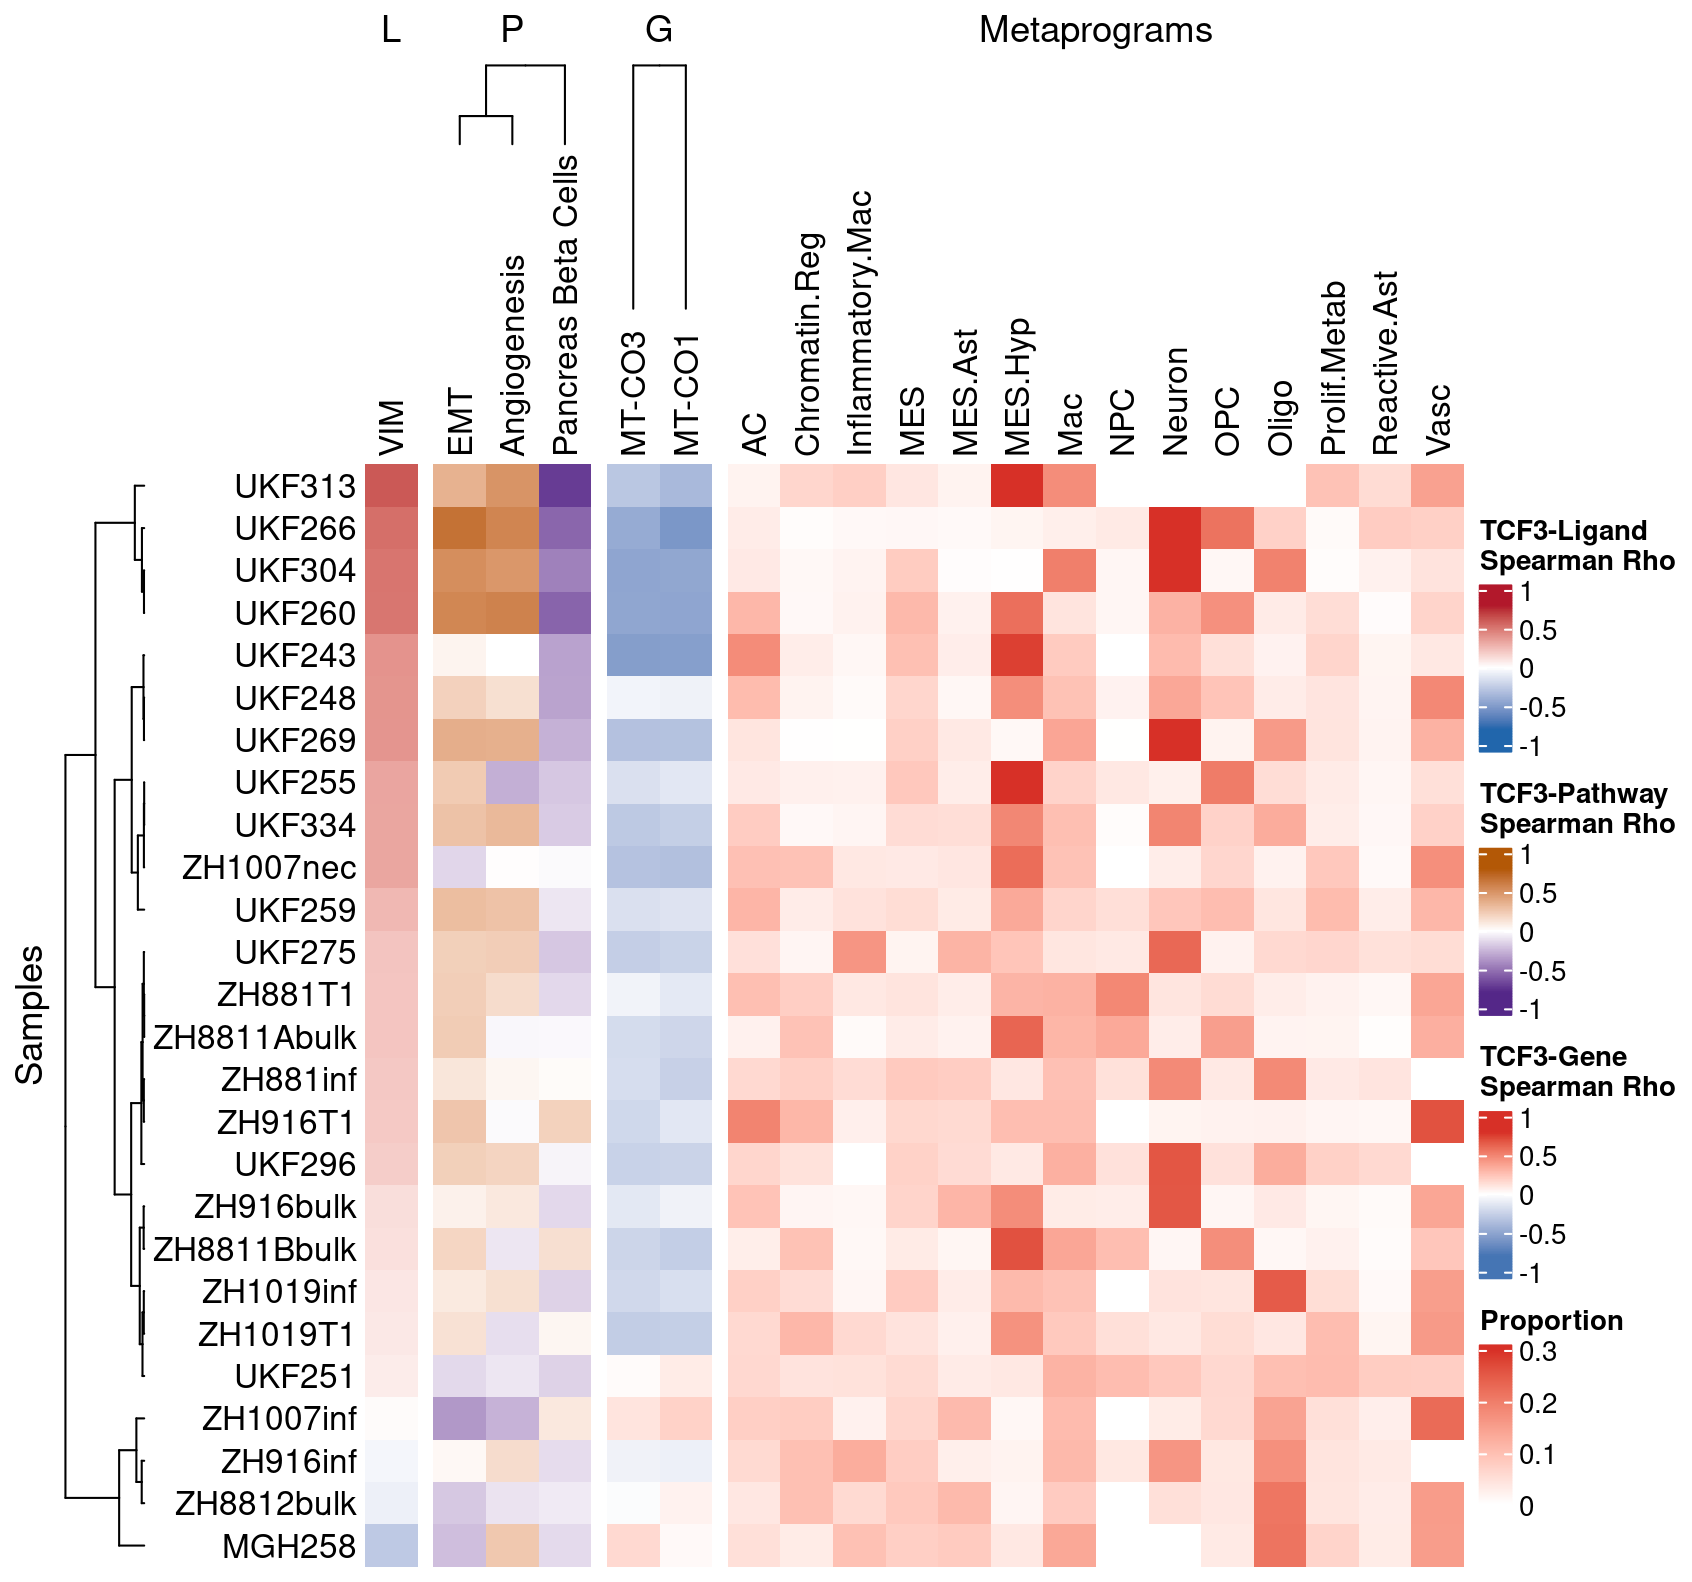 L P G Metaprograms
VIM
EMT
Angiogenesis
Pancreas Beta Cells
MT-CO3
MT-CO1
AC
Chromatin.Reg
Inflammatory.Mac
MES
MES.Ast
MES.Hyp
Mac
NPC
Neuron
OPC
Oligo
Prolif.Metab
Reactive.Ast
Vasc
Samples
UKF313
UKF266
UKF304
UKF260
UKF243
UKF248
UKF269
UKF255
UKF334
ZH1007nec
UKF259
UKF275
ZH881T1
ZH8811Abulk
ZH881inf
ZH916T1
UKF296
ZH916bulk
ZH8811Bbulk
ZH1019inf
ZH1019T1
UKF251
ZH1007inf
ZH916inf
ZH8812bulk
MGH258
TCF3-Ligand
Spearman Rho
1
0.5
0
-0.5
-1
TCF3-Pathway
Spearman Rho
1
0.5
0
-0.5
-1
TCF3-Gene
Spearman Rho
1
0.5
0
-0.5
-1
Proportion
0.3
0.2
0.1
0